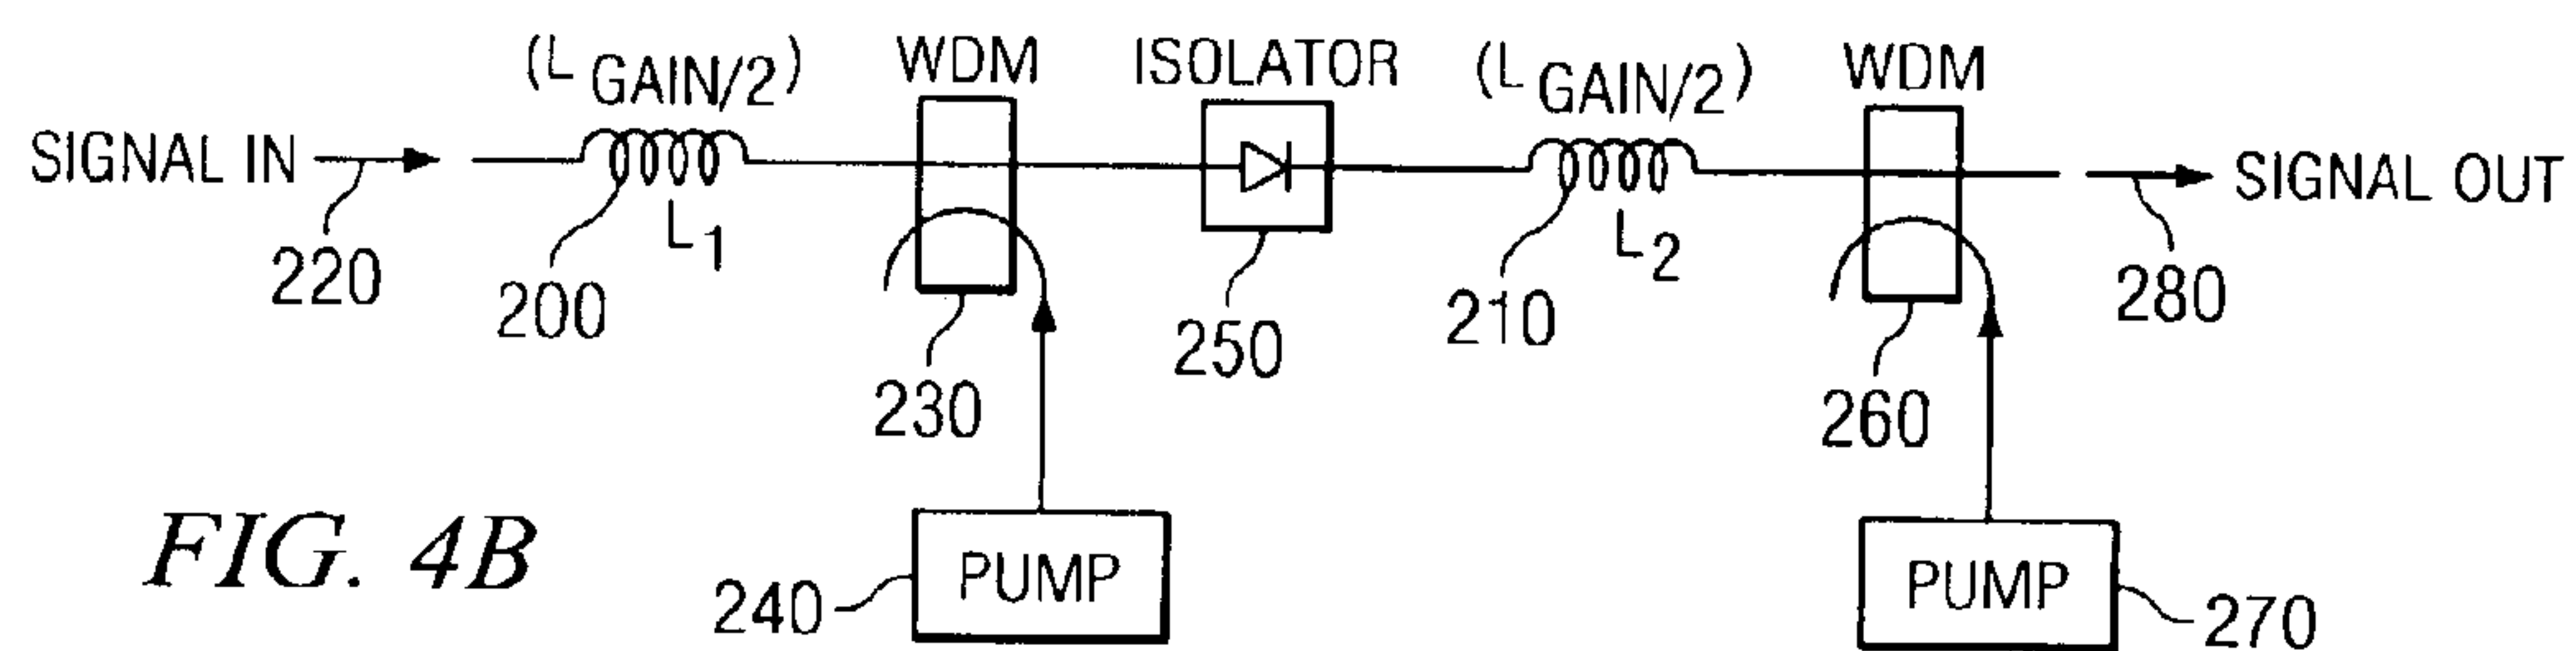 (L GAIN/2) WDM ISOLATOR (L GAIN/2) WDM
SIGNAL IN SIGNAL OUT
L1 L2
220 200 230 250 210 260 280
FIG. 4B
240 PUMP PUMP 270